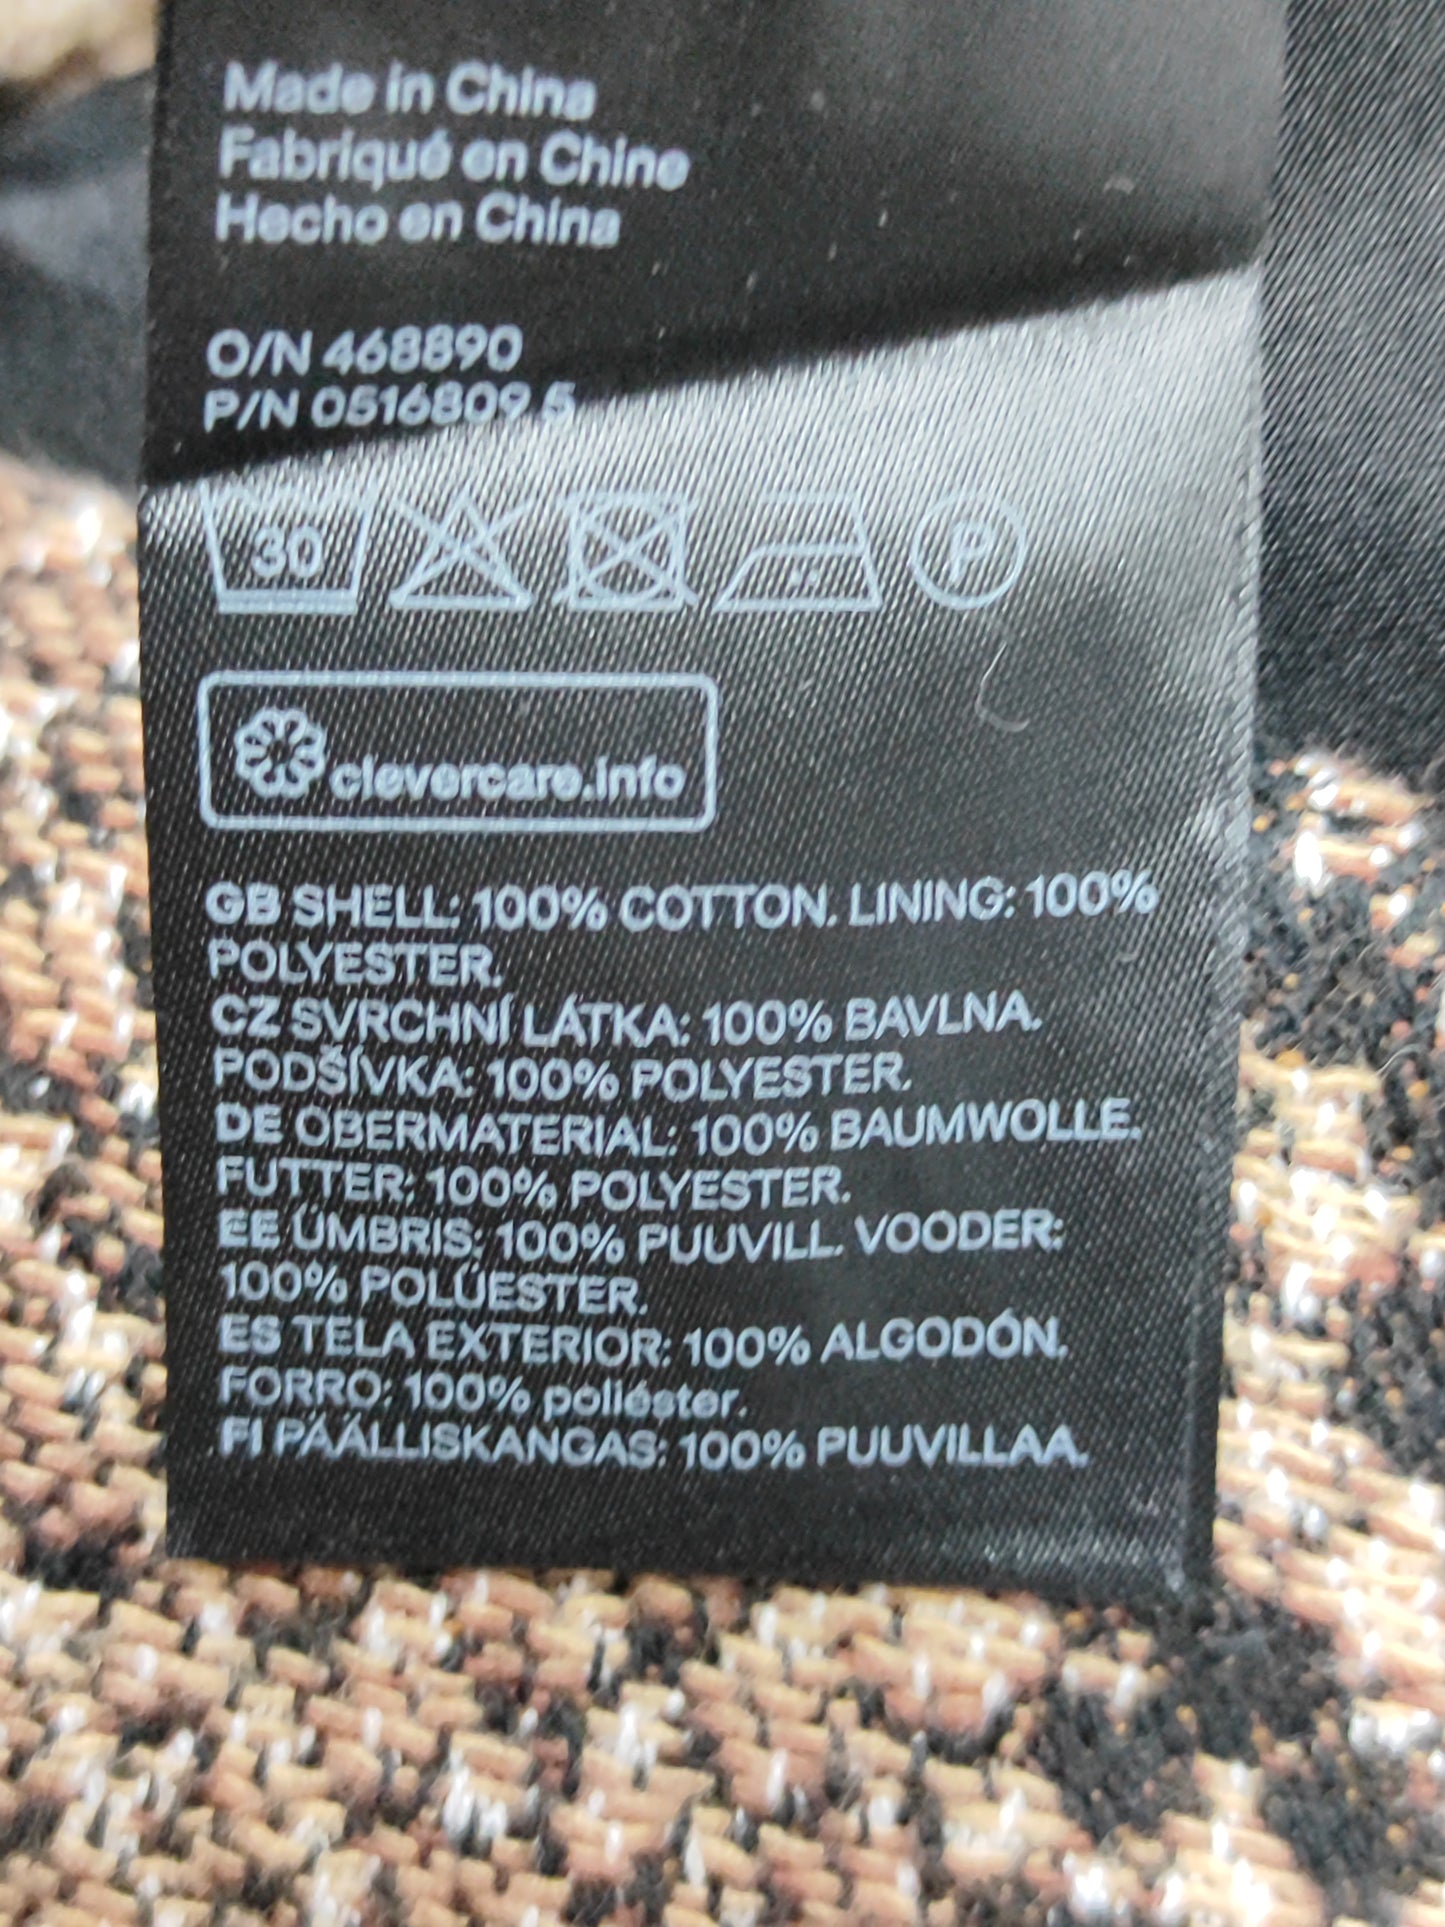 Made in China
Fabriqué en Chine
Hecho en China
O/N 468890
P/N 0516809 5
30
P
clevercare.info
GB SHELL: 100% COTTON. LINING: 100%
POLYESTER.
CZ SVRCHNÍ LÁTKA: 100% BAVLNA.
PODŠÍVKA: 100% POLYESTER.
DE OBERMATERIAL: 100% BAUMWOLLE.
FUTTER: 100% POLYESTER.
EE ÜMBRIS: 100% PUUVILL. VOODER:
100% POLÜESTER.
ES TELA EXTERIOR: 100% ALGODÓN.
FORRO: 100% poliéster.
FI PÄÄLLISKANGAS: 100% PUUVILLAA.